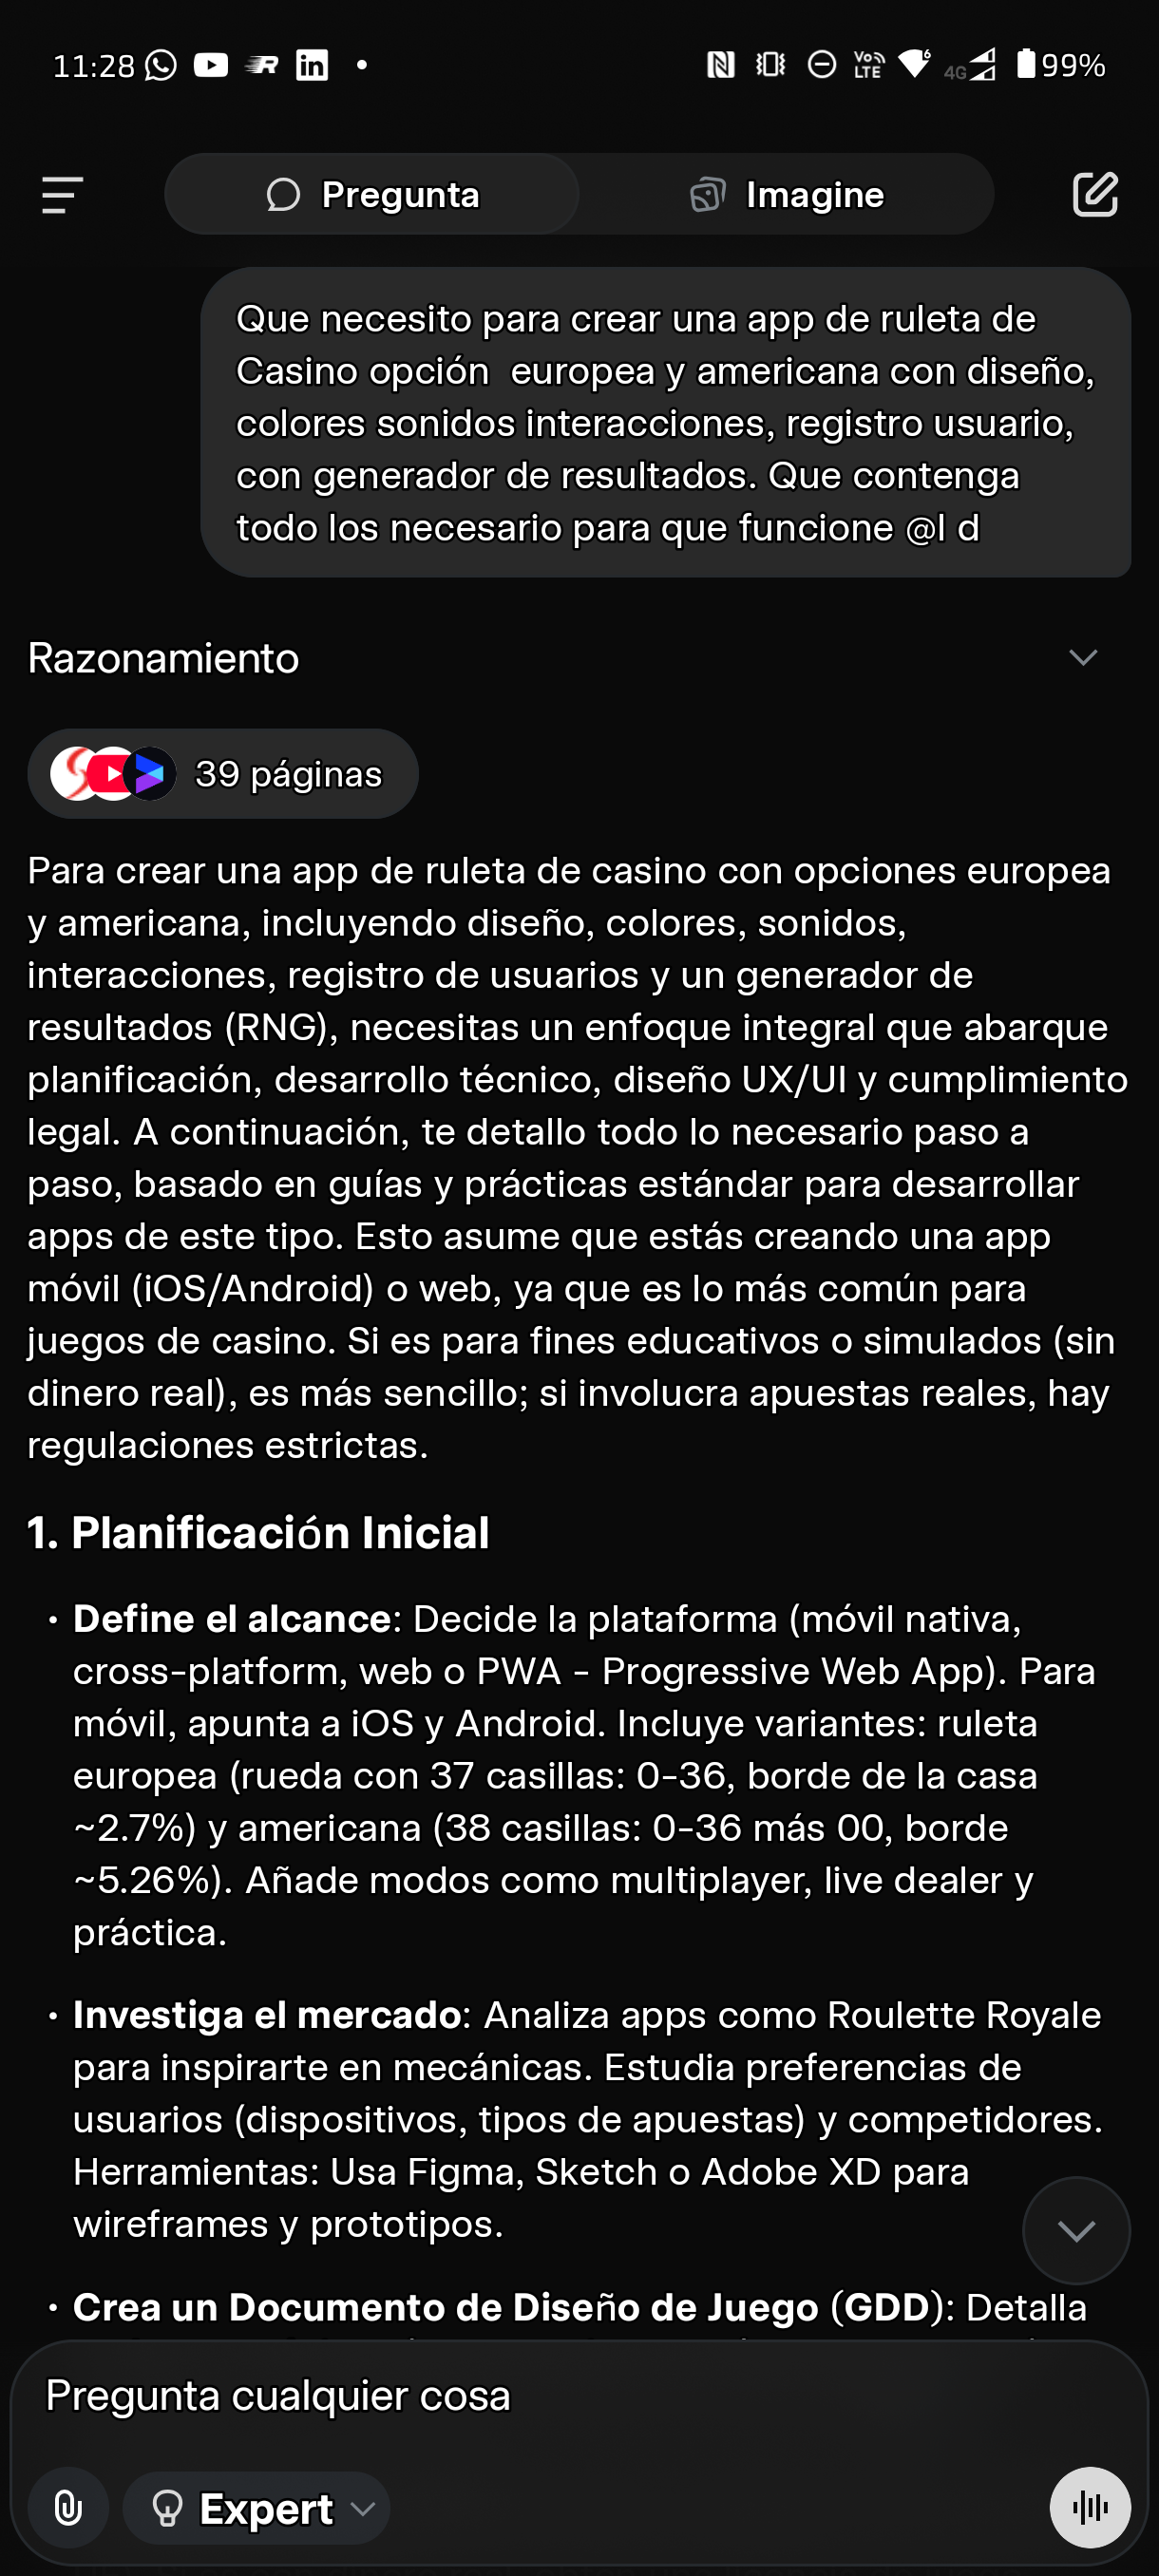 11:28
Vo LTE 6 4G 99%
Pregunta
Imagine
Que necesito para crear una app de ruleta de
Casino opción  europea y americana con diseño,
colores sonidos interacciones, registro usuario,
con generador de resultados. Que contenga
todo los necesario para que funcione @l d
Razonamiento
39 páginas
Para crear una app de ruleta de casino con opciones europea
y americana, incluyendo diseño, colores, sonidos,
interacciones, registro de usuarios y un generador de
resultados (RNG), necesitas un enfoque integral que abarque
planificación, desarrollo técnico, diseño UX/UI y cumplimiento
legal. A continuación, te detallo todo lo necesario paso a
paso, basado en guías y prácticas estándar para desarrollar
apps de este tipo. Esto asume que estás creando una app
móvil (iOS/Android) o web, ya que es lo más común para
juegos de casino. Si es para fines educativos o simulados (sin
dinero real), es más sencillo; si involucra apuestas reales, hay
regulaciones estrictas.
1. Planificación Inicial
• Define el alcance: Decide la plataforma (móvil nativa,
cross-platform, web o PWA - Progressive Web App). Para
móvil, apunta a iOS y Android. Incluye variantes: ruleta
europea (rueda con 37 casillas: 0-36, borde de la casa
~2.7%) y americana (38 casillas: 0-36 más 00, borde
~5.26%). Añade modos como multiplayer, live dealer y
práctica.
• Investiga el mercado: Analiza apps como Roulette Royale
para inspirarte en mecánicas. Estudia preferencias de
usuarios (dispositivos, tipos de apuestas) y competidores.
Herramientas: Usa Figma, Sketch o Adobe XD para
wireframes y prototipos.
• Crea un Documento de Diseño de Juego (GDD): Detalla
Pregunta cualquier cosa
Expert